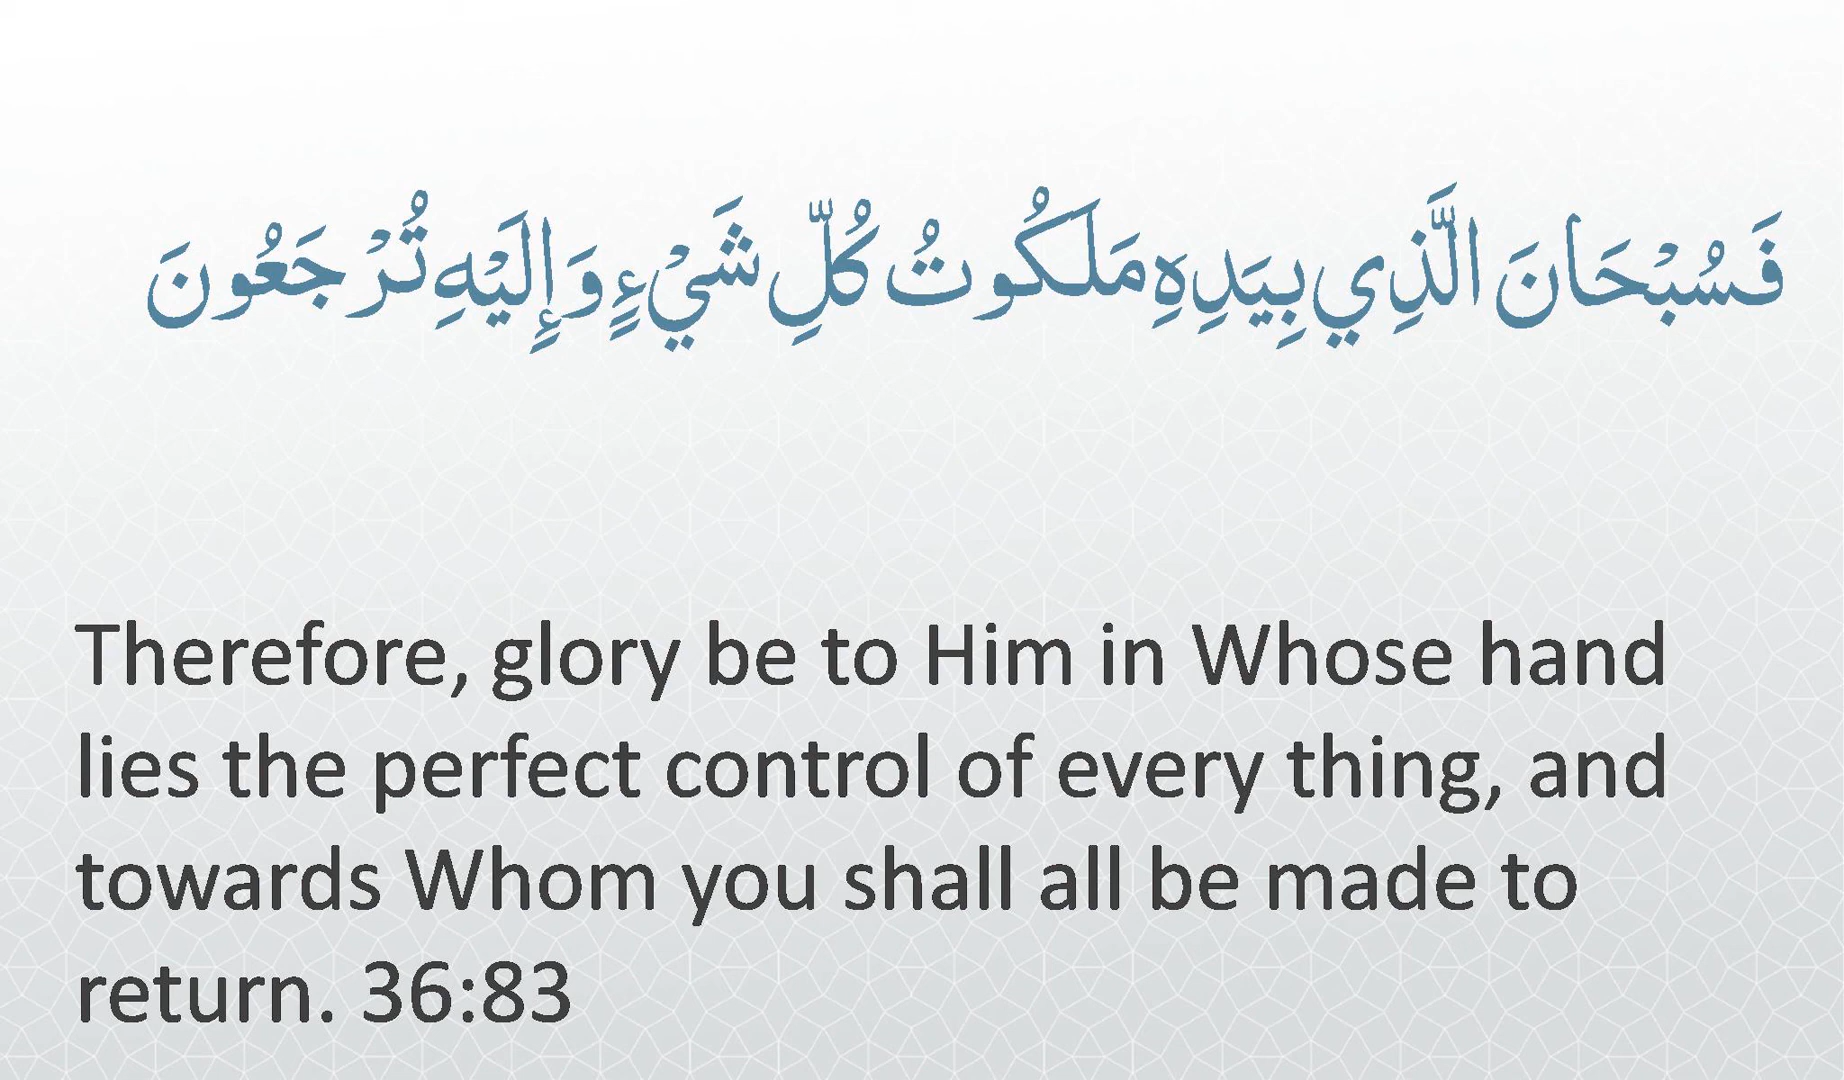 فَسُبْحَانَ الَّذِي بِيَدِهِ مَلَكُوتُ كُلِّ شَيْءٍ وَإِلَيْهِ تُرْجَعُونَ
Therefore, glory be to Him in Whose hand
lies the perfect control of every thing, and
towards Whom you shall all be made to
return. 36:83